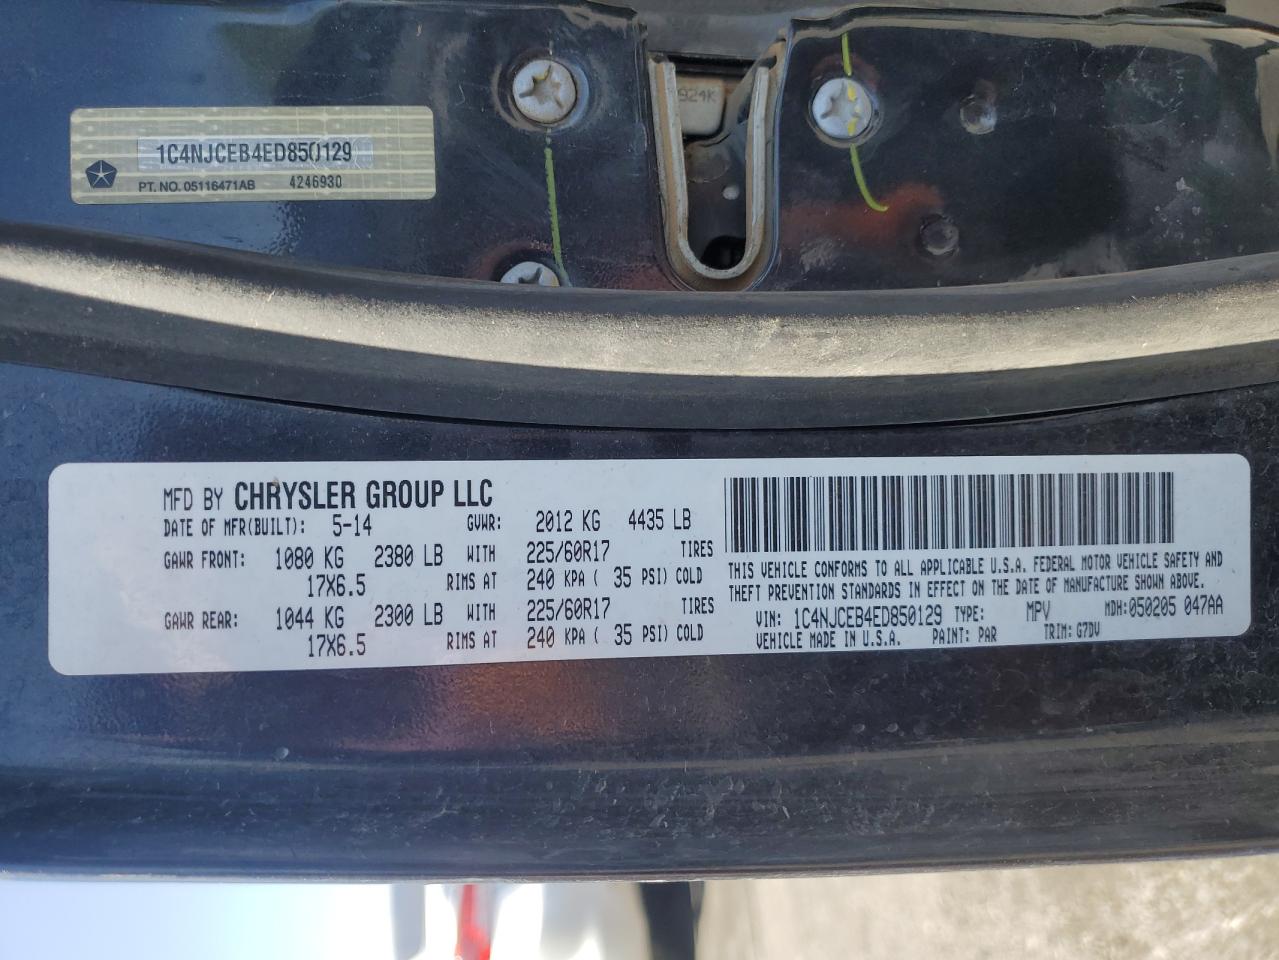 924K
1C4NJCEB4ED850129
PT. NO. 05116471AB 4246930
MFD BY CHRYSLER GROUP LLC
DATE OF MFR(BUILT): 5-14 GVWR: 2012 KG 4435 LB
GAWR FRONT: 1080 KG 2380 LB WITH 225/60R17 TIRES
17X6.5 RIMS AT 240 KPA ( 35 PSI) COLD
GAWR REAR: 1044 KG 2300 LB WITH 225/60R17 TIRES
17X6.5 RIMS AT 240 KPA ( 35 PSI) COLD
THIS VEHICLE CONFORMS TO ALL APPLICABLE U.S.A. FEDERAL MOTOR VEHICLE SAFETY AND
THEFT PREVENTION STANDARDS IN EFFECT ON THE DATE OF MANUFACTURE SHOWN ABOVE.
VIN: 1C4NJCEB4ED850129 TYPE: MPV MDH:050205 047AA
VEHICLE MADE IN U.S.A. PAINT: PAR TRIM: G7DV